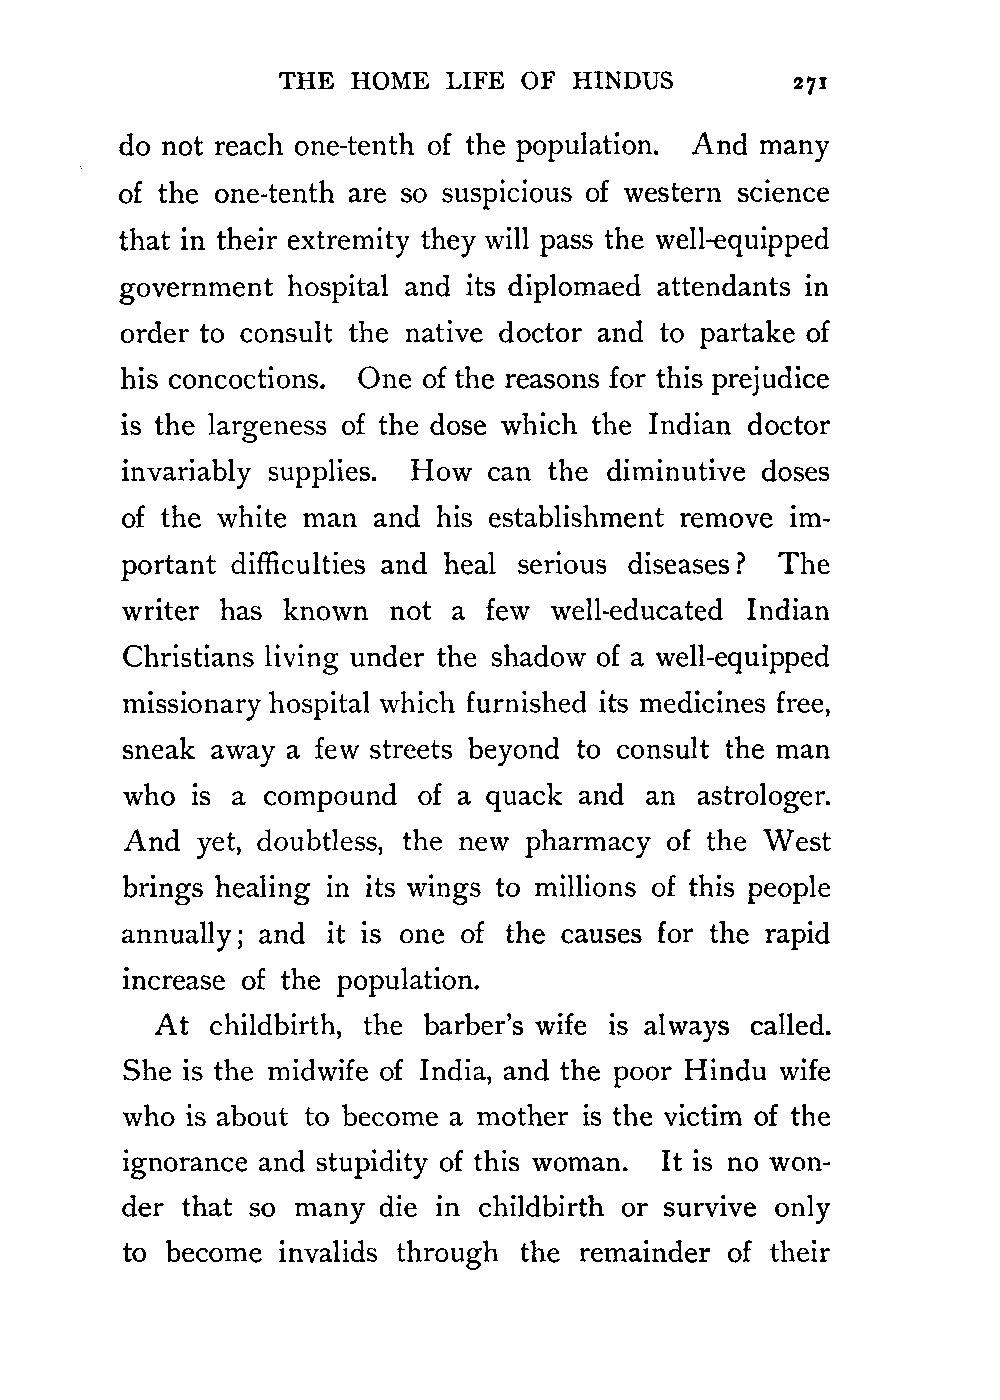 THE HOME LIFE OF HINDUS 271
do not reach one-tenth of the population. And many
of the one-tenth are so suspicious of western science
that in their extremity they will pass the well-equipped
government hospital and its diplomaed attendants in
order to consult the native doctor and to partake of
his concoctions. One of the reasons for this prejudice
is the largeness of the dose which the Indian doctor
invariably supplies. How can the diminutive doses
of the white man and his establishment remove im-
portant difficulties and heal serious diseases? The
writer has known not a few well-educated Indian
Christians living under the shadow of a well-equipped
missionary hospital which furnished its medicines free,
sneak away a few streets beyond to consult the man
who is a compound of a quack and an astrologer.
And yet, doubtless, the new pharmacy of the West
brings healing in its wings to millions of this people
annually; and it is one of the causes for the rapid
increase of the population.
At childbirth, the barber's wife is always called.
She is the midwife of India, and the poor Hindu wife
who is about to become a mother is the victim of the
ignorance and stupidity of this woman. It is no won-
der that so many die in childbirth or survive only
to become invalids through the remainder of their